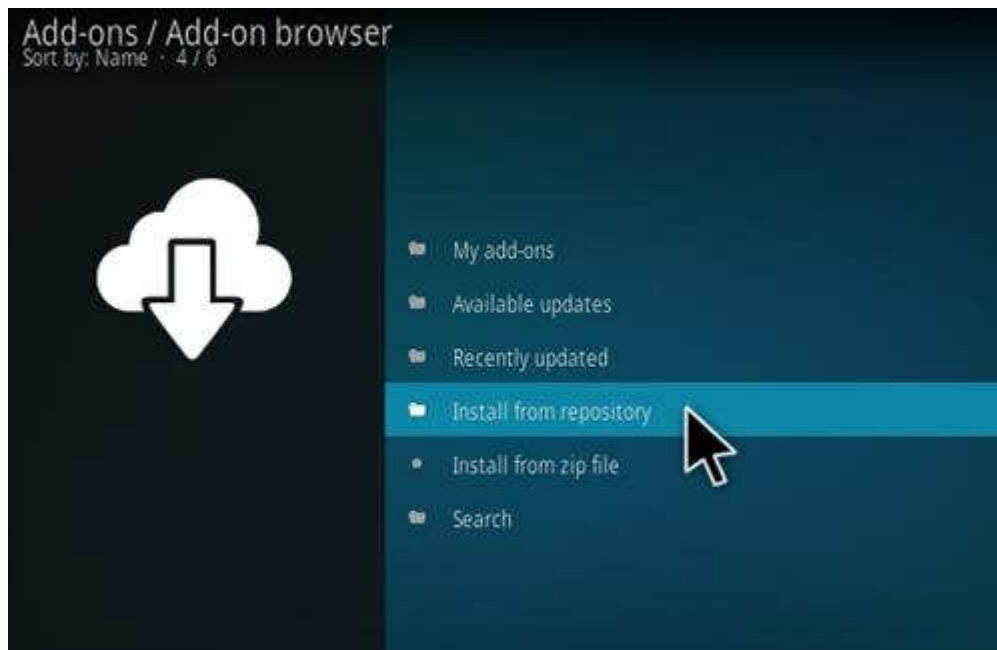 Add-ons / Add-on browser
Sort by: Name · 4 / 6
My add-ons
Available updates
Recently updated
Install from repository
Install from zip file
Search